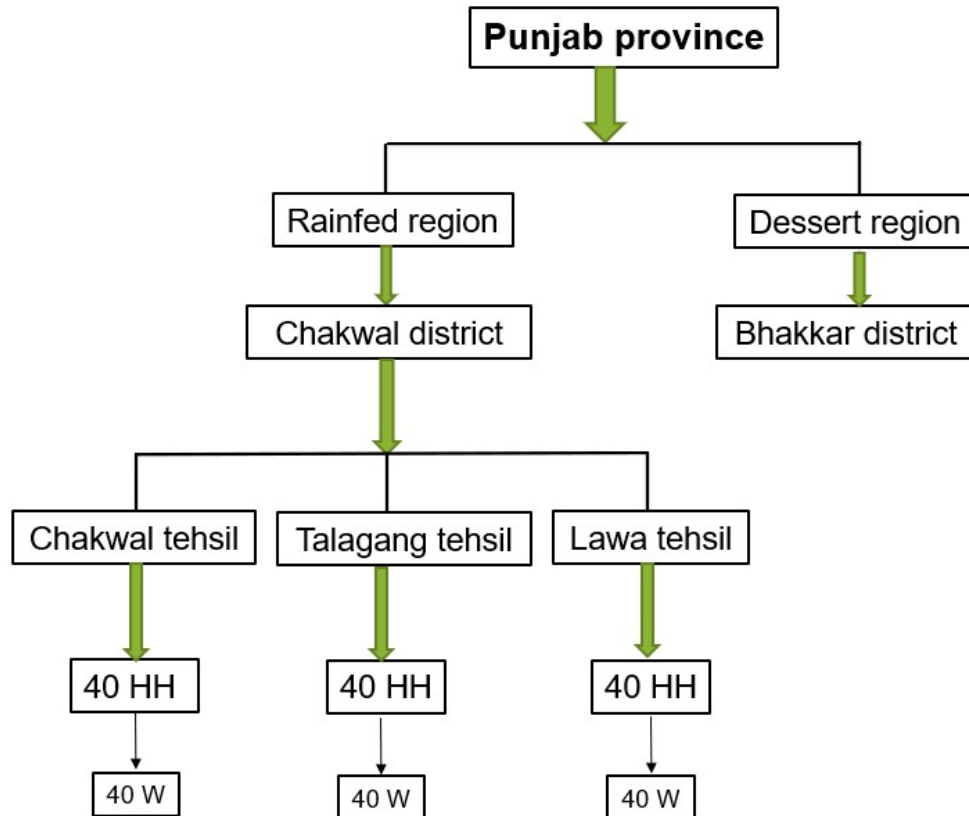 Punjab province
Rainfed region
Dessert region
Chakwal district
Bhakkar district
Chakwal tehsil
Talagang tehsil
Lawa tehsil
40 HH
40 HH
40 HH
40 W
40 W
40 W